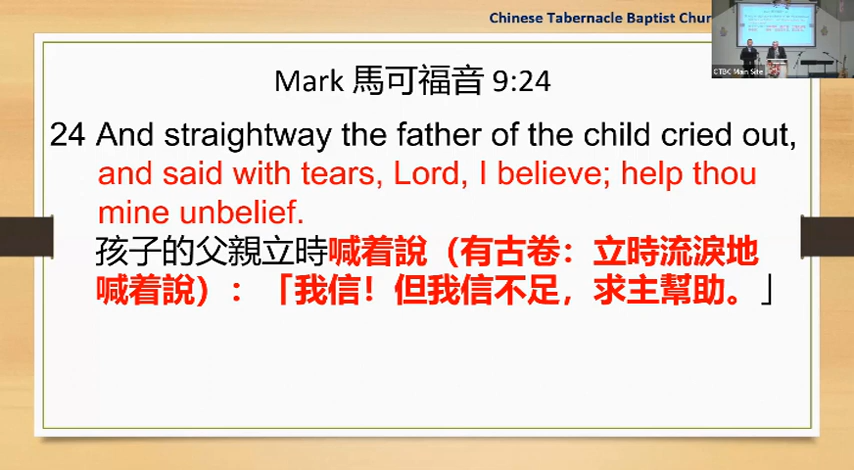 Chinese Tabernacle Baptist
Mark 馬可福音 9:24
24 And straightway the father of the child cried out,
and said with tears, Lord, I believe; help thou
mine unbelief.
孩子的父親立時喊着說（有古卷：立時流淚地
喊着說）：「我信！但我信不足，求主幫助。」
CTBC Main Site